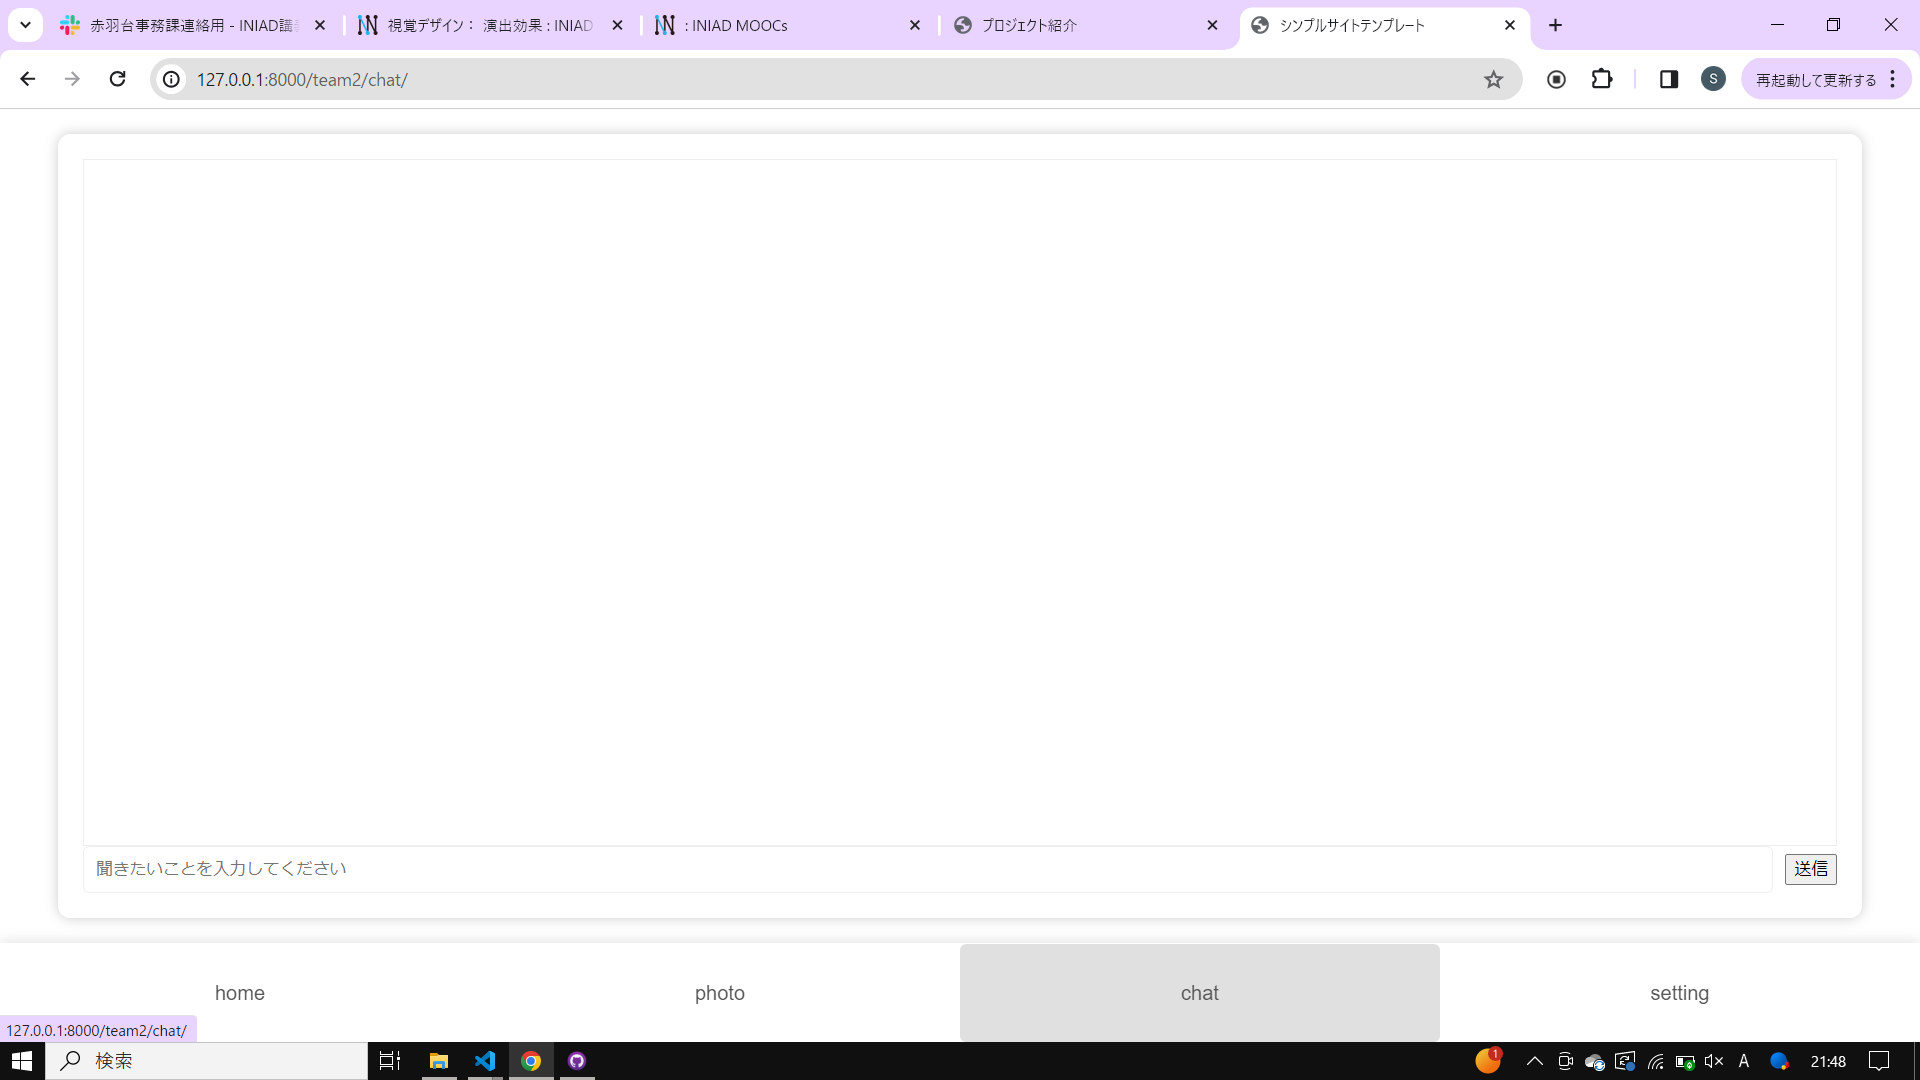 赤羽台事務課連絡用 - INIAD講
視覚デザイン： 演出効果 : INIAD
: INIAD MOOCs
プロジェクト紹介
シンプルサイトテンプレート
127.0.0.1:8000/team2/chat/
S
再起動して更新する
聞きたいことを入力してください
送信
home
photo
chat
setting
127.0.0.1:8000/team2/chat/
検索
1
A
21:48